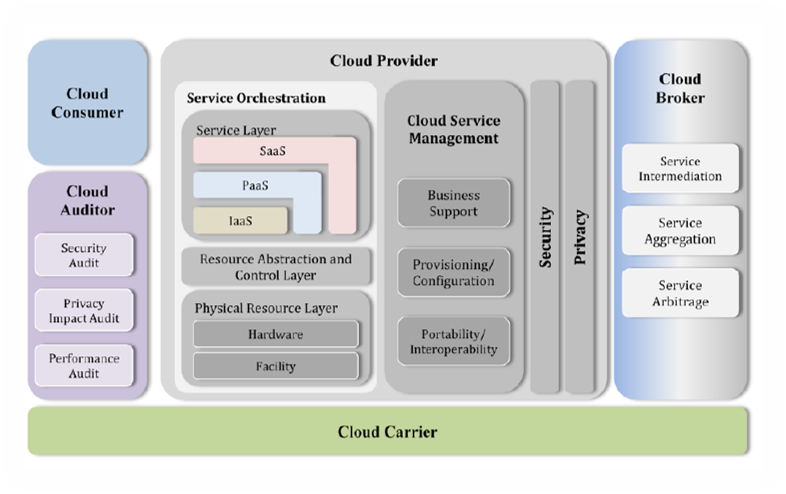 Cloud
Consumer
Cloud
Auditor
Security
Audit
Privacy
Impact Audit
Performance
Audit
Cloud Provider
Service Orchestration
Service Layer
SaaS
PaaS
IaaS
Resource Abstraction and
Control Layer
Physical Resource Layer
Hardware
Facility
Cloud Service
Management
Business
Support
Provisioning/
Configuration
Portability/
Interoperability
Security
Privacy
Cloud
Broker
Service
Intermediation
Service
Aggregation
Service
Arbitrage
Cloud Carrier